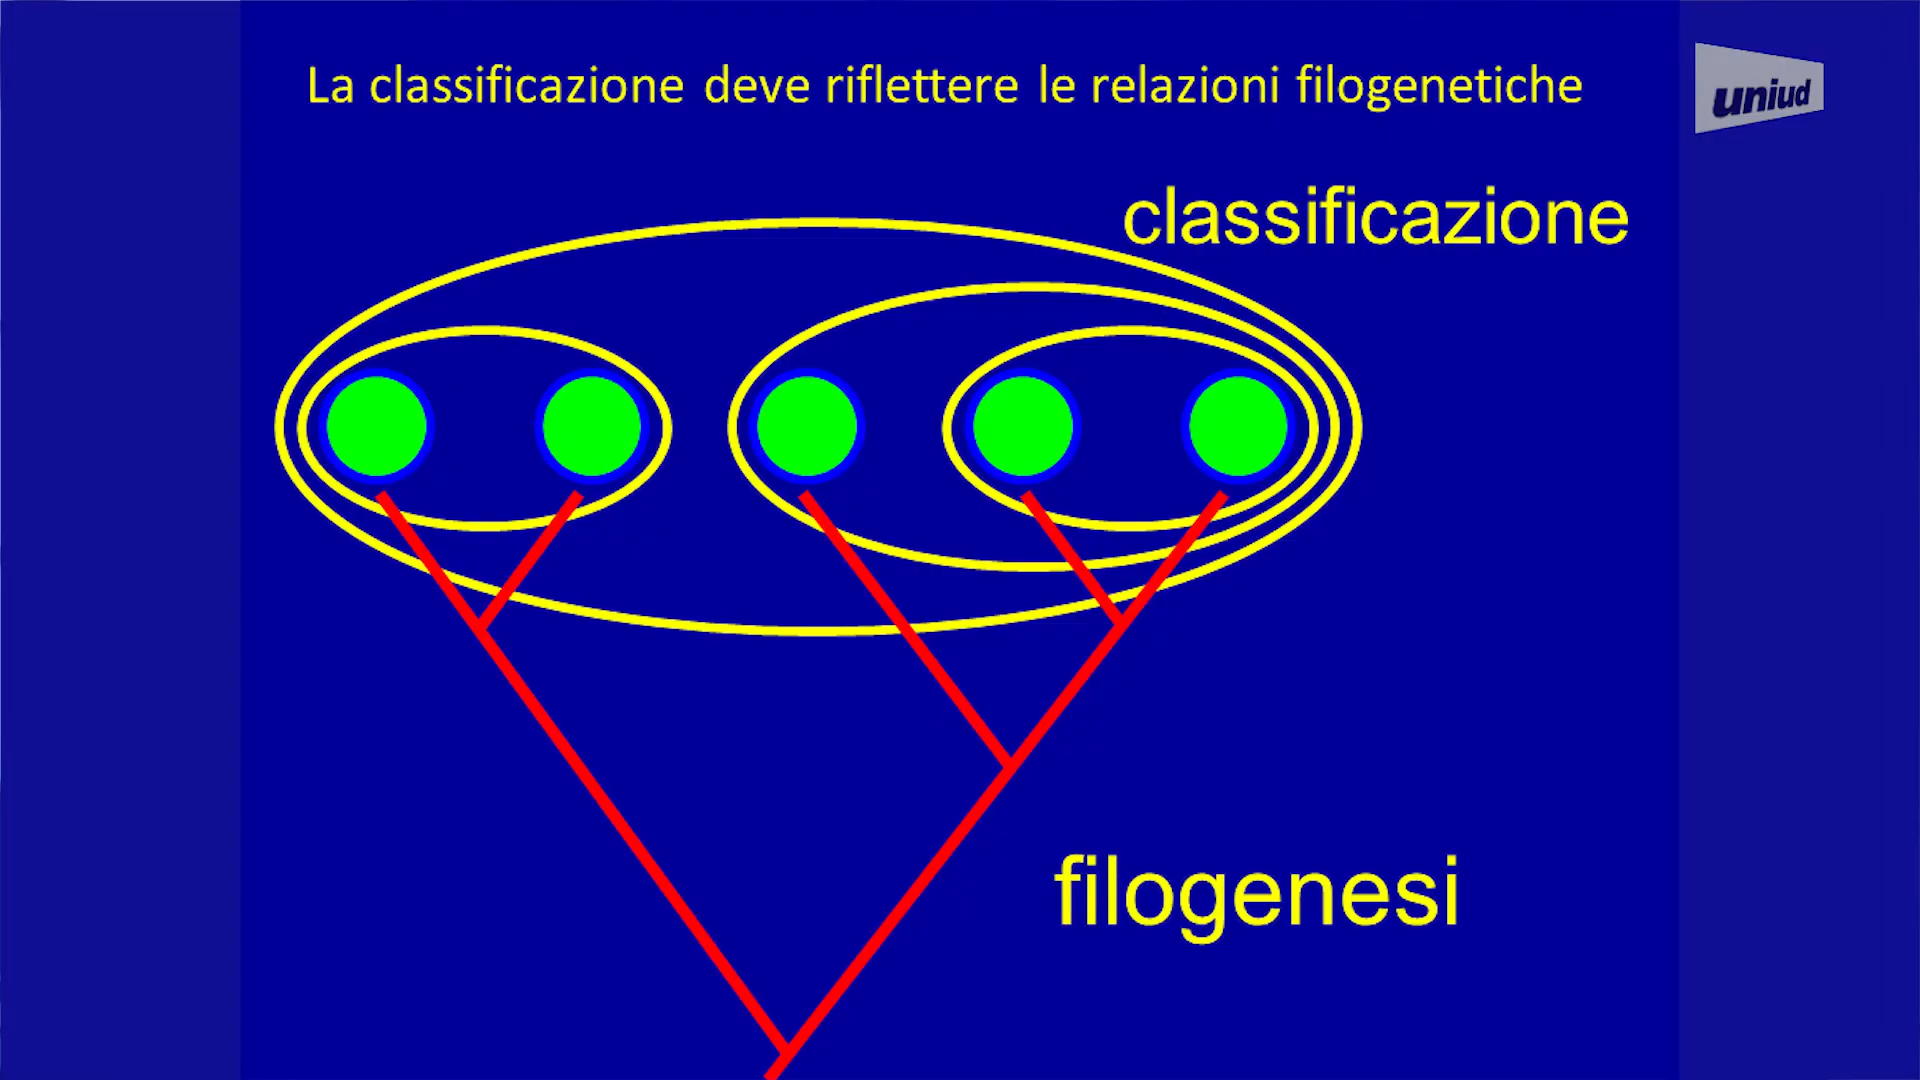 La classificazione deve riflettere le relazioni filogenetiche
uniud
classificazione
filogenesi